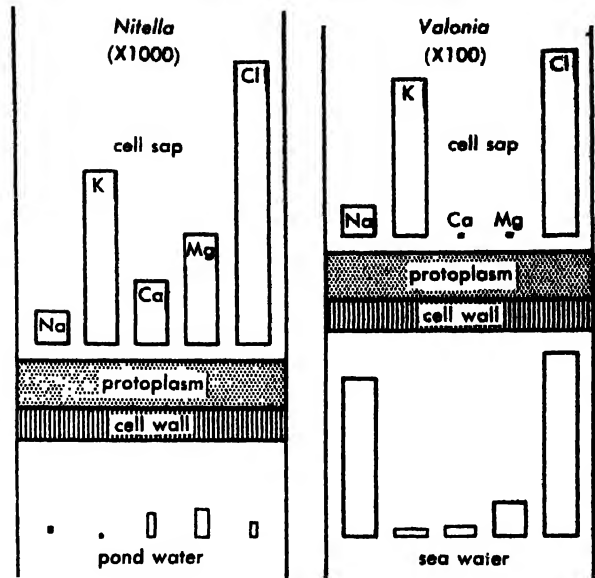 Nitella
(X1000)
Cl
cell sap
K
Mg
Ca
Na
protoplasm
cell wall
pond water
Valonia
(X100)
Cl
K
cell sap
Na
Ca
Mg
protoplasm
cell wall
sea water